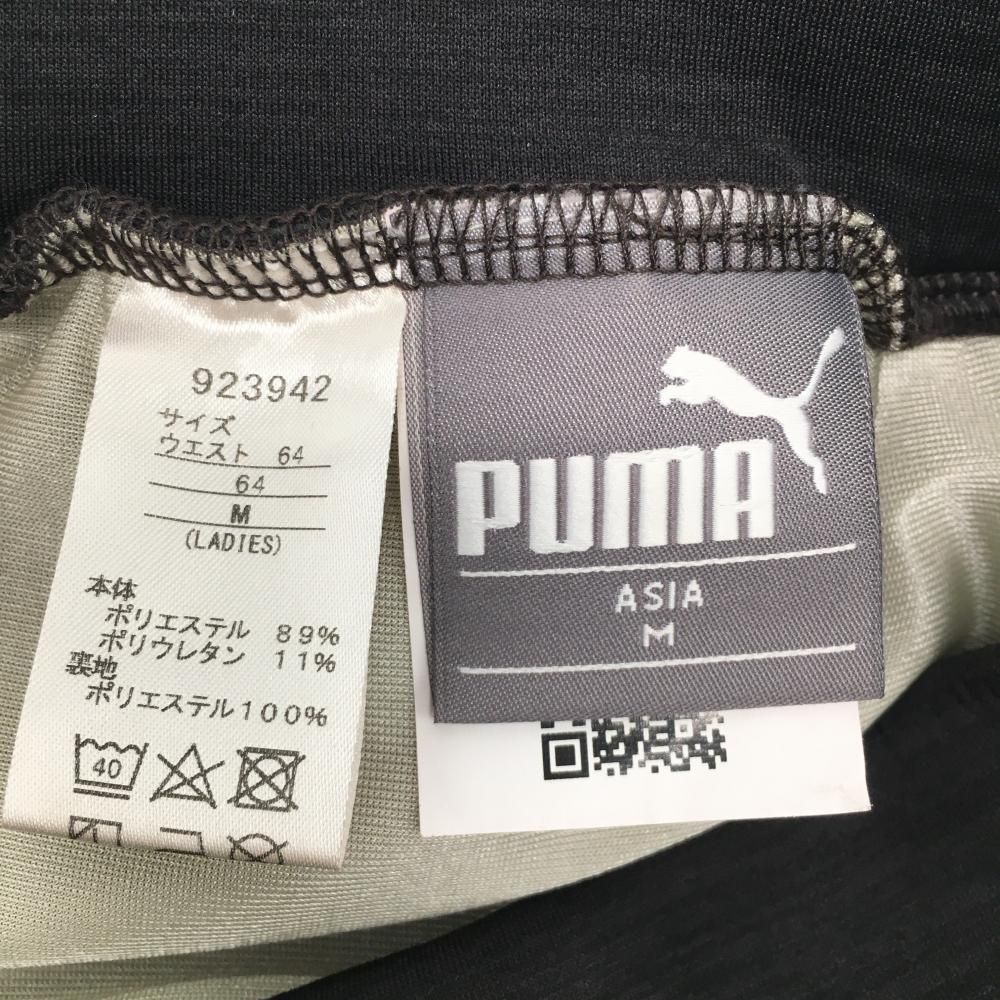 923942
サイズ
ウエスト 64
64
M
(LADIES)
本体
ポリエステル 89%
ポリウレタン 11%
裏地
ポリエステル100%
40
PUMA
ASIA
M